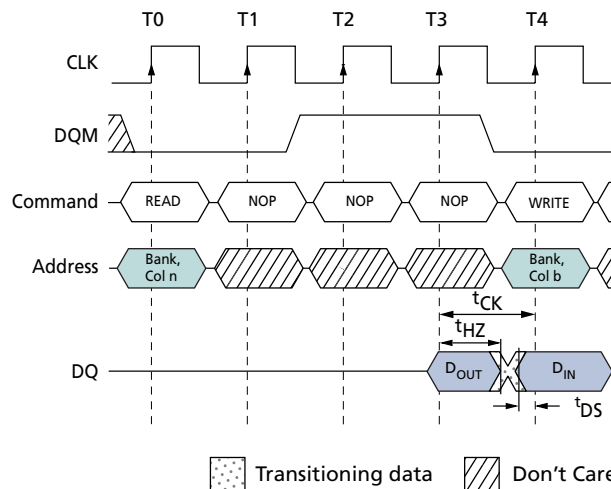 T0 T1 T2 T3 T4
CLK
DQM
Command READ NOP NOP NOP WRITE
Address Bank, Col n Bank, Col b
tCK
tHZ
DQ DOUT DIN
tDS
Transitioning data Don't Care